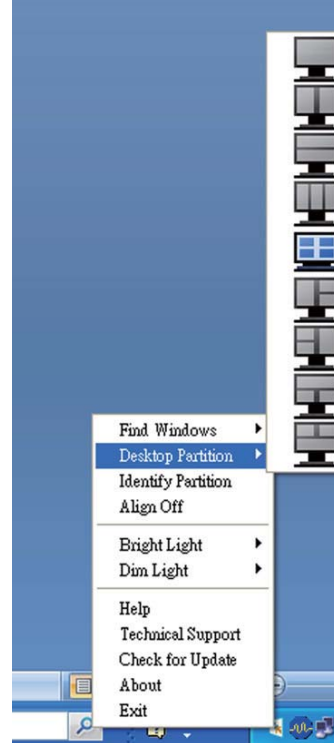 Find Windows
Desktop Partition
Identify Partition
Align Off
Bright Light
Dim Light
Help
Technical Support
Check for Update
About
Exit